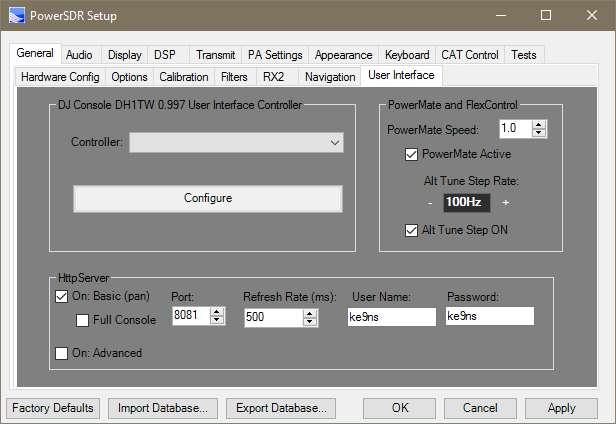 PowerSDR Setup
General Audio Display DSP Transmit PA Settings Appearance Keyboard CAT Control Tests
Hardware Config Options Calibration Filters RX2 Navigation User Interface
DJ Console DH1TW 0.997 User Interface Controller
Controller:
Configure
PowerMate and FlexControl
PowerMate Speed: 1.0
PowerMate Active
Alt Tune Step Rate:
- 100Hz +
Alt Tune Step ON
HttpServer
On: Basic (pan) Port: Refresh Rate (ms): User Name: Password:
Full Console 8081 500 ke9ns ke9ns
On: Advanced
Factory Defaults Import Database... Export Database... OK Cancel Apply